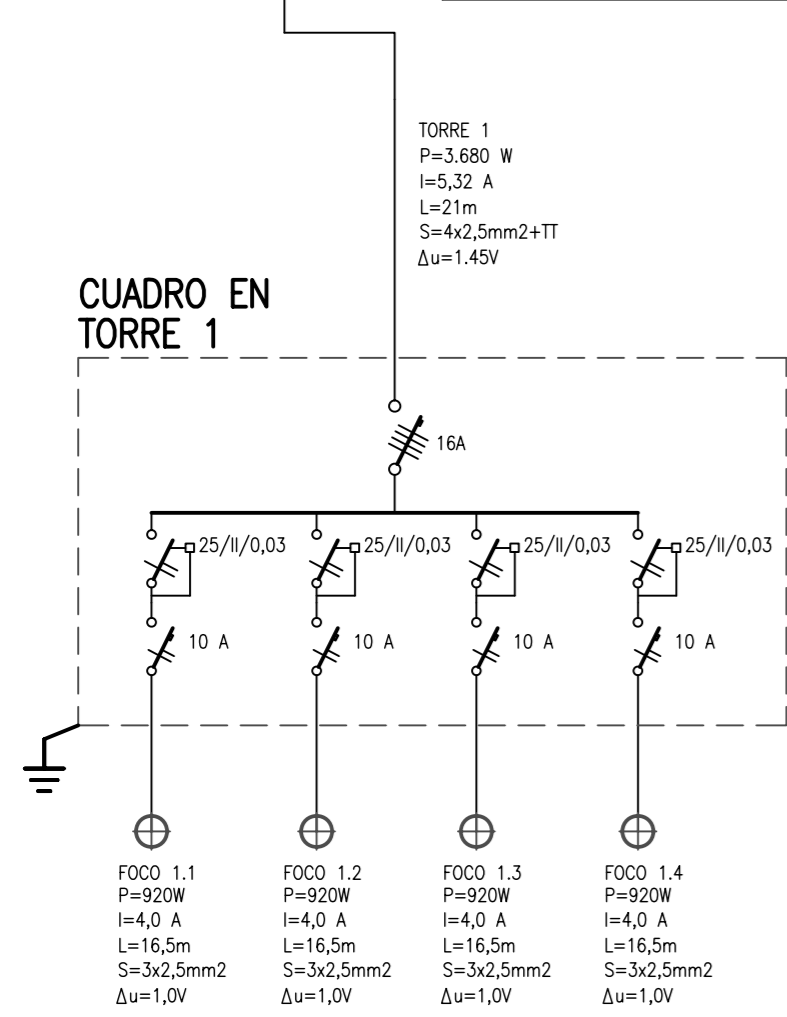 TORRE 1
P=3.680 W
I=5,32 A
L=21m
S=4x2,5mm2+TT
Δu=1.45V
CUADRO EN
TORRE 1
16A
25/II/0,03
25/II/0,03
25/II/0,03
25/II/0,03
10 A
10 A
10 A
10 A
FOCO 1.1
P=920W
I=4,0 A
L=16,5m
S=3x2,5mm2
Δu=1,0V
FOCO 1.2
P=920W
I=4,0 A
L=16,5m
S=3x2,5mm2
Δu=1,0V
FOCO 1.3
P=920W
I=4,0 A
L=16,5m
S=3x2,5mm2
Δu=1,0V
FOCO 1.4
P=920W
I=4,0 A
L=16,5m
S=3x2,5mm2
Δu=1,0V